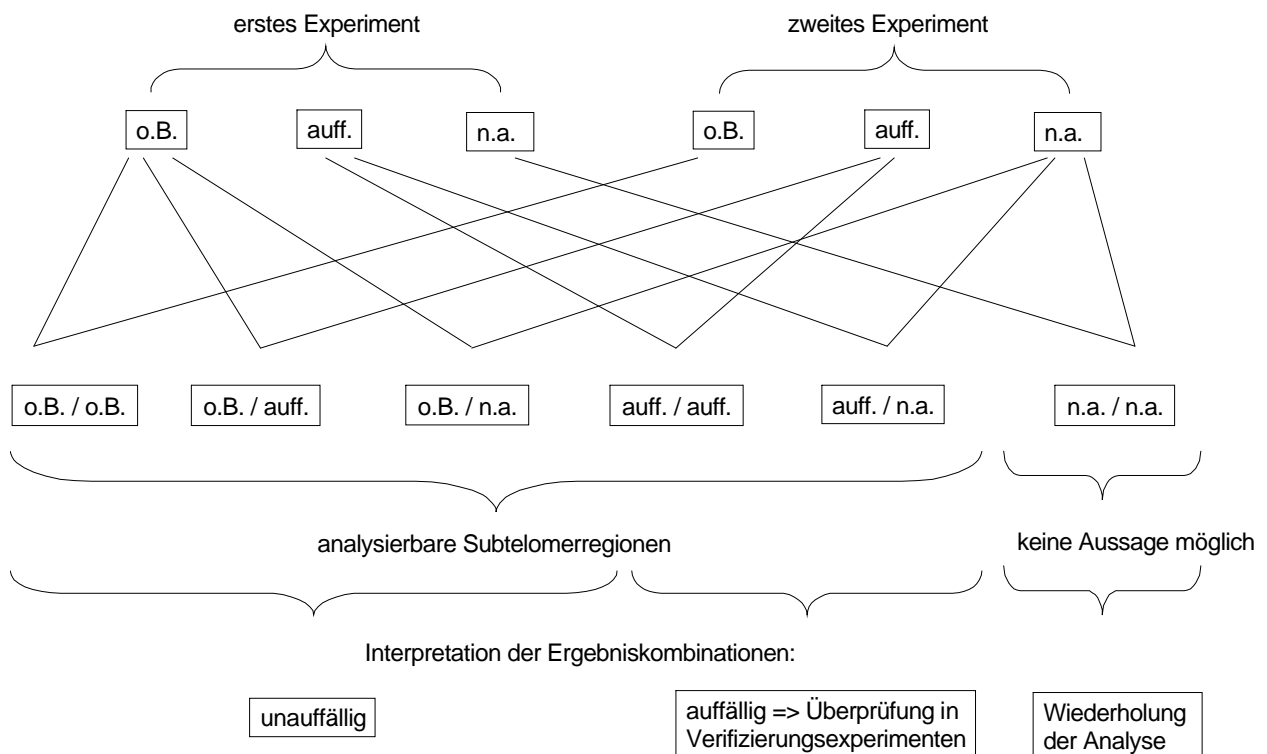 erstes Experiment
zweites Experiment
o.B.
auff.
n.a.
o.B.
auff.
n.a.
o.B. / o.B.
o.B. / auff.
o.B. / n.a.
auff. / auff.
auff. / n.a.
n.a. / n.a.
analysierbare Subtelomerregionen
keine Aussage möglich
Interpretation der Ergebniskombinationen:
unauffällig
auffällig => Überprüfung in
Verifizierungsexperimenten
Wiederholung
der Analyse